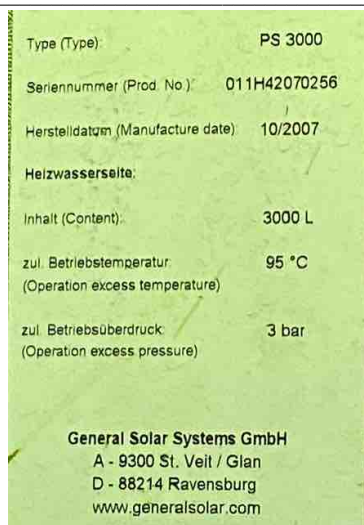 Type (Type): PS 3000
Seriennummer (Prod. No.): 011H42070256
Herstelldatum (Manufacture date): 10/2007
Heizwasserseite:
Inhalt (Content): 3000 L
zul. Betriebstemperatur: 95 °C
(Operation excess temperature)
zul. Betriebsüberdruck: 3 bar
(Operation excess pressure)
General Solar Systems GmbH
A - 9300 St. Veit / Glan
D - 88214 Ravensburg
www.generalsolar.com